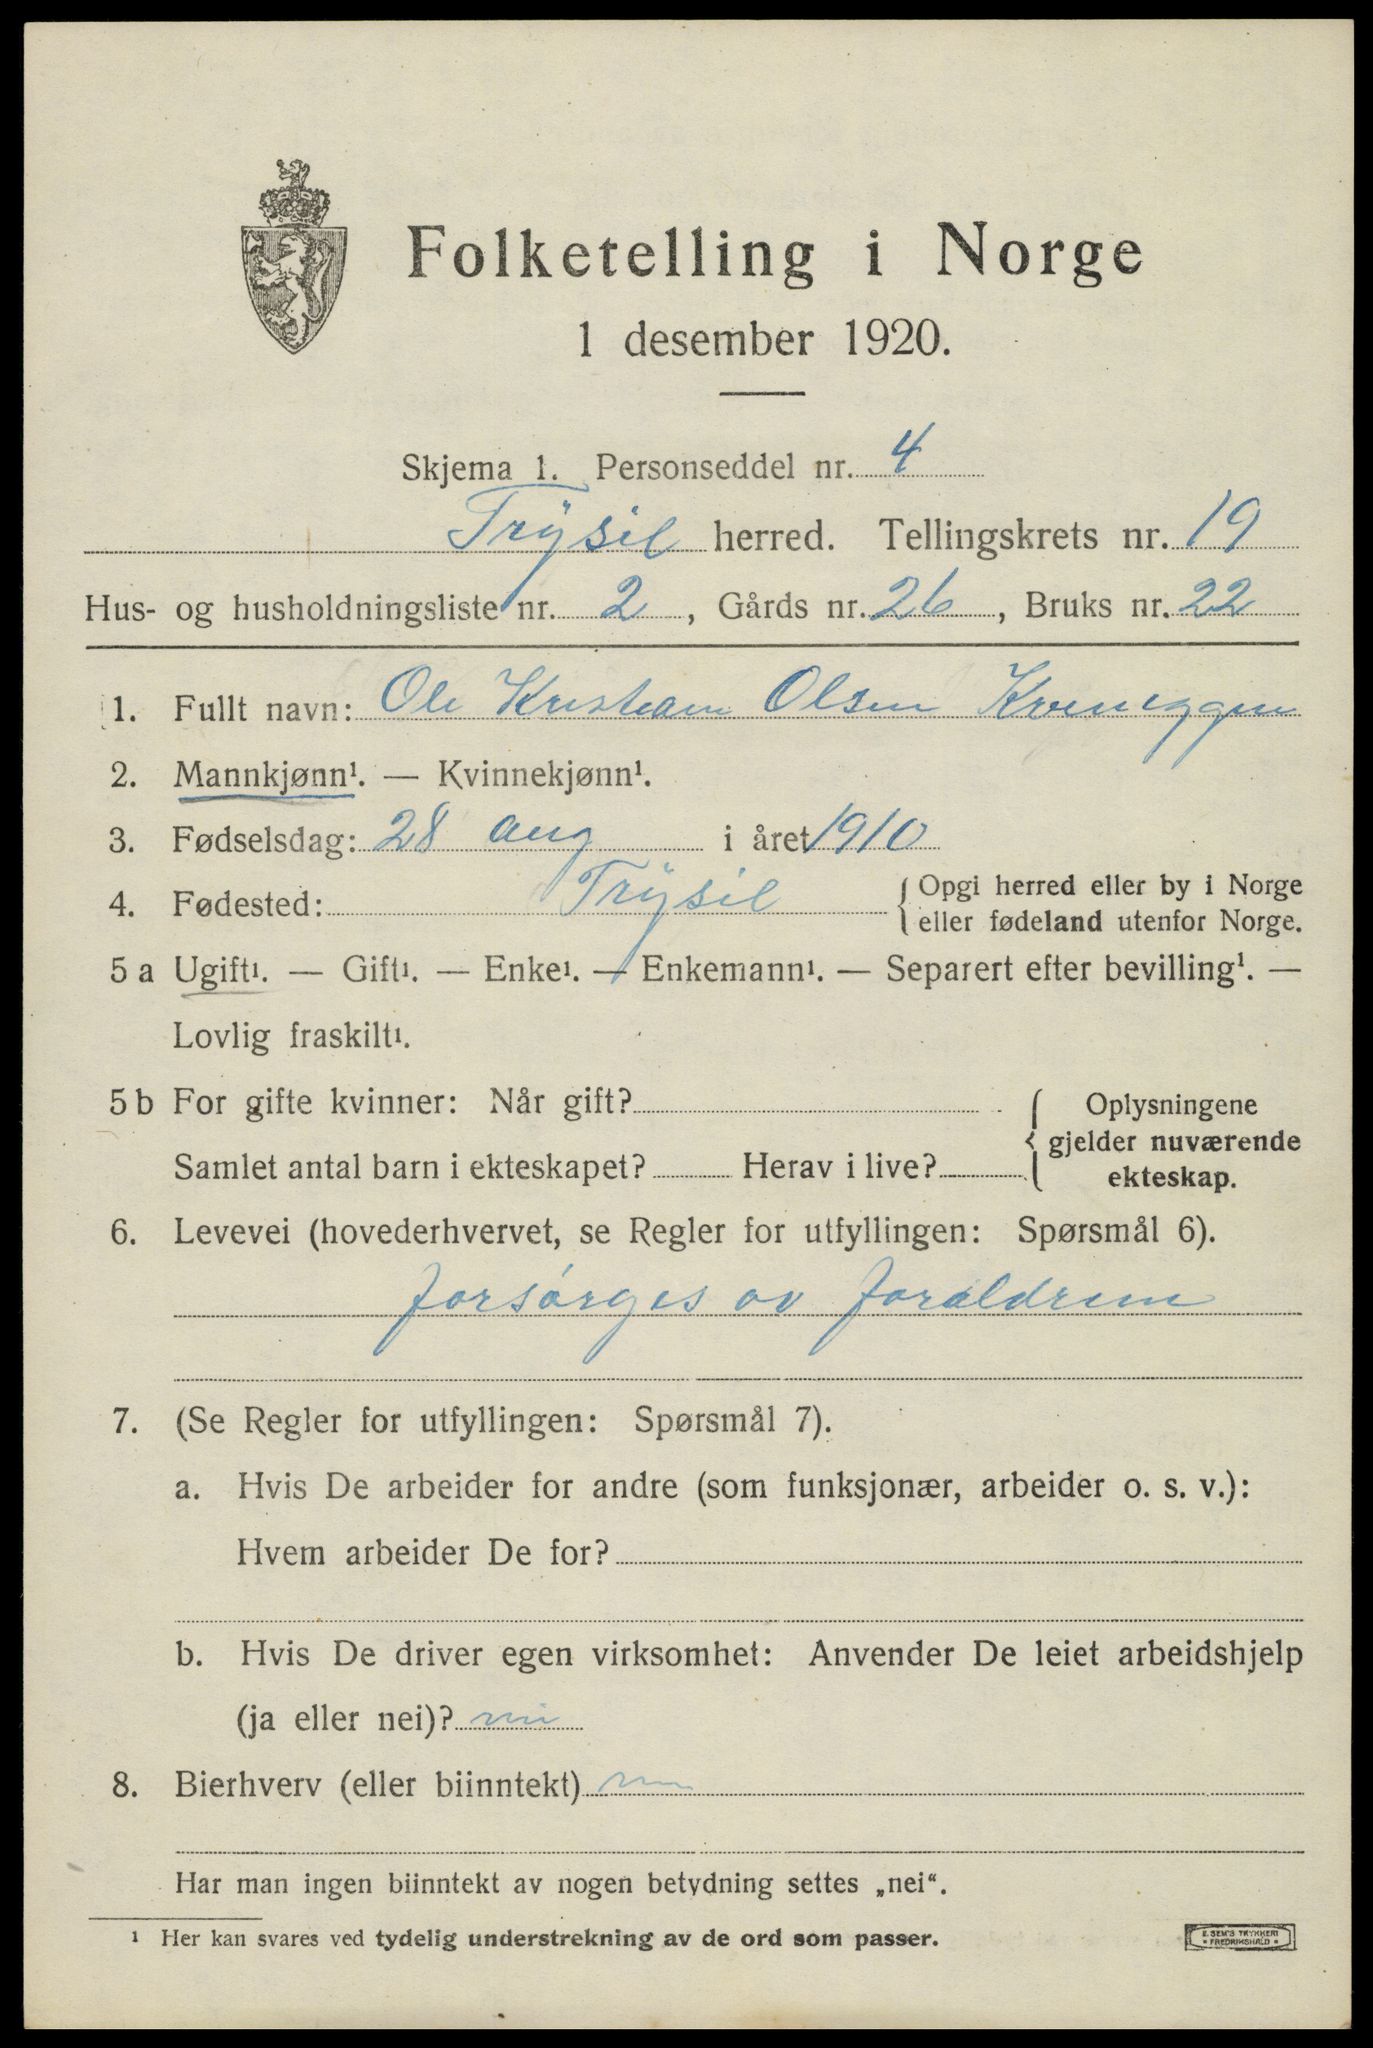 Folketelling i Norge
1 desember 1920.
Skjema 1. Personseddel nr. 4
Trysil herred. Tellingskrets nr. 19
Hus- og husholdningsliste nr. 2, Gårds nr. 26, Bruks nr. 22
1. Fullt navn: Ole Kristian Olsen Kveneggen
2. Mannkjønn¹. — Kvinnekjønn¹.
3. Fødselsdag: 28 aug i året 1910
4. Fødested: Trysil { Opgi herred eller by i Norge
eller fødeland utenfor Norge.
5 a Ugift¹. — Gift¹. — Enke¹. — Enkemann¹. — Separert efter bevilling¹. —
Lovlig fraskilt¹.
5 b For gifte kvinner: Når gift?
Samlet antal barn i ekteskapet? Herav i live?
{ Oplysningene
gjelder nuværende
ekteskap.
6. Levevei (hovederhvervet, se Regler for utfyllingen: Spørsmål 6).
forsørges av foraldrene
7. (Se Regler for utfyllingen: Spørsmål 7).
a. Hvis De arbeider for andre (som funksjonær, arbeider o. s. v.):
Hvem arbeider De for?
b. Hvis De driver egen virksomhet: Anvender De leiet arbeidshjelp
(ja eller nei)? nei
8. Bierhverv (eller biinntekt)
Har man ingen biinntekt av nogen betydning settes „nei“.
¹ Her kan svares ved tydelig understrekning av de ord som passer.
E. SEM'S TRYKKERI
FREDRIKSHALD